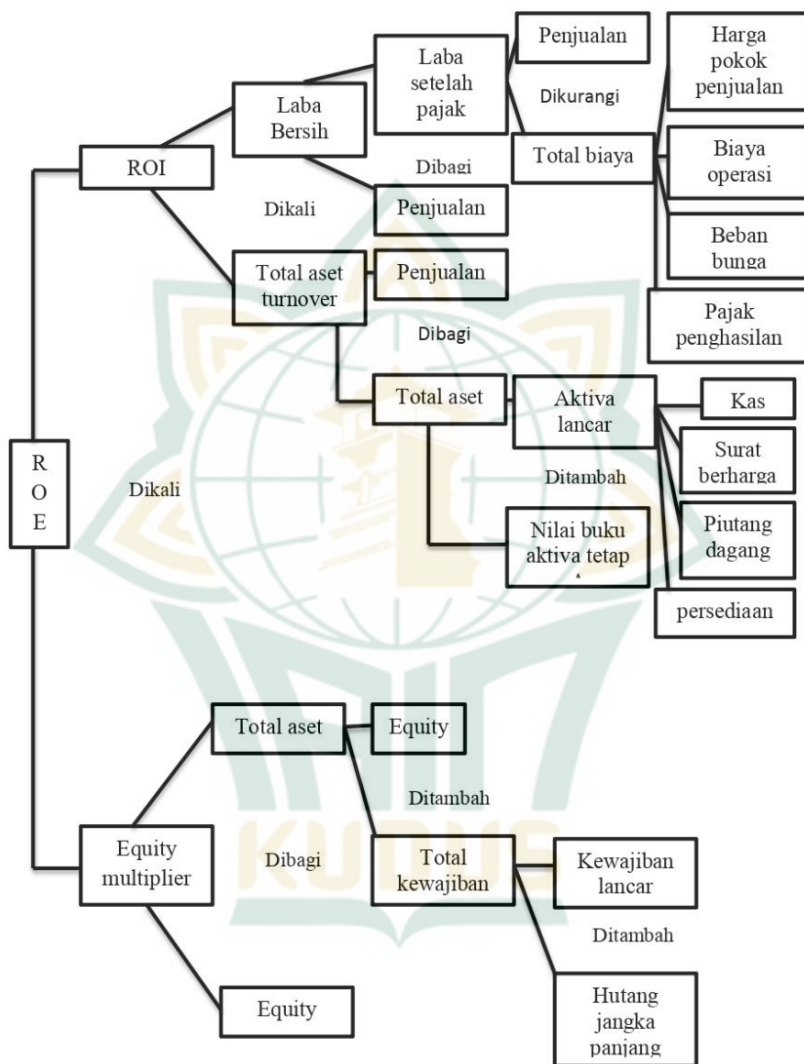 Penjualan
Harga
pokok
penjualan
Laba
setelah
pajak
Dikurangi
Laba
Bersih
Total biaya
Biaya
operasi
ROI
Dibagi
Dikali
Penjualan
Beban
bunga
Total aset
turnover
Penjualan
Pajak
penghasilan
Dibagi
Total aset
Aktiva
lancar
Kas
Surat
berharga
R
O
E
Dikali
Ditambah
Nilai buku
aktiva tetap
Piutang
dagang
persediaan
Total aset
Equity
Ditambah
Equity
multiplier
Dibagi
Total
kewajiban
Kewajiban
lancar
KUDUS
Ditambah
Equity
Hutang
jangka
panjang